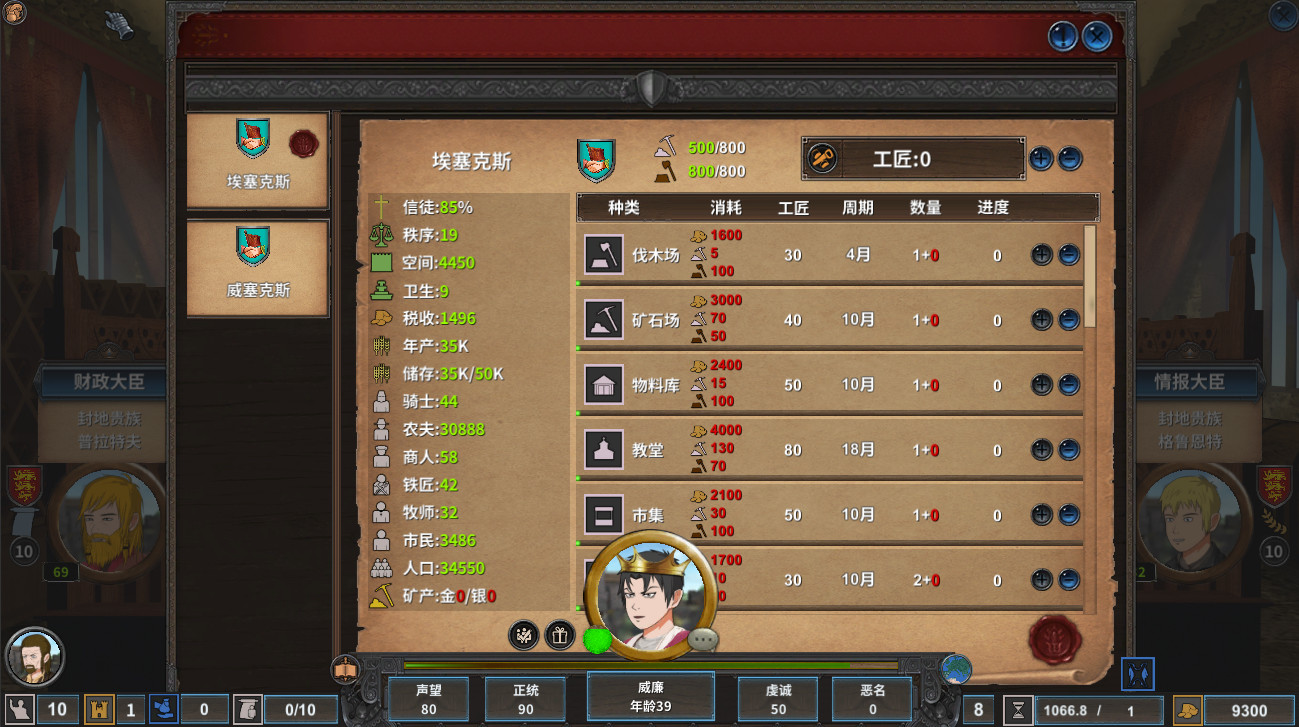 埃塞克斯
威塞克斯
埃塞克斯
500/800
800/800
工匠:0
信徒:85%
秩序:19
空间:4450
卫生:9
税收:1496
年产:35K
储存:35K/50K
骑士:44
农夫:30888
商人:58
铁匠:42
牧师:32
市民:3486
人口:34550
矿产:金0/银0
种类 消耗 工匠 周期 数量 进度
伐木场 1600 5 100 30 4月 1+0 0
矿石场 3000 70 50 40 10月 1+0 0
物料库 2400 15 100 50 10月 1+0 0
教堂 4000 130 70 80 18月 1+0 0
市集 2100 30 100 50 10月 1+0 0
1700 30 10月 2+0 0
财政大臣
封地贵族
普拉特夫
10
69
情报大臣
封地贵族
格鲁恩特
10
声望
80
正统
90
威廉
年龄39
虔诚
50
恶名
0
10 1 0 0/10
8 1066.8 / 1 9300